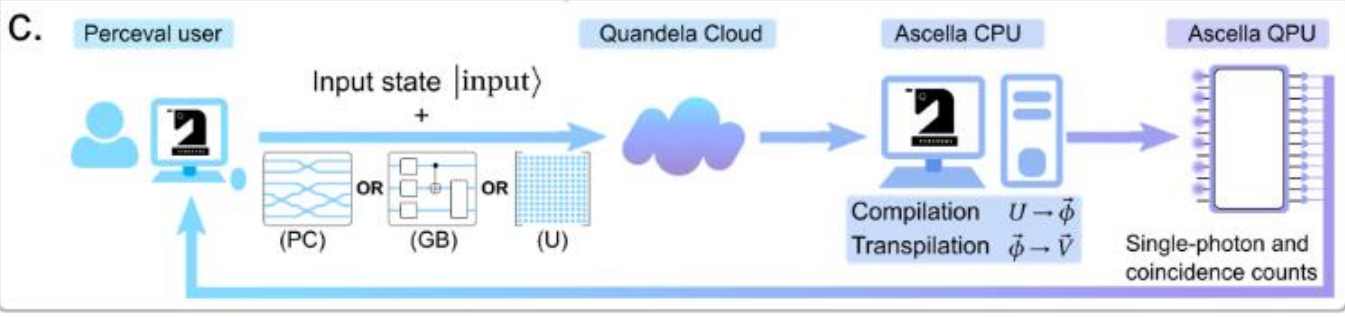 c.
Perceval user
Quandela Cloud
Ascella CPU
Ascella QPU
Input state |input⟩
+
OR
OR
(PC)
(GB)
(U)
Compilation U → ϕ⃗
Transpilation ϕ⃗ → V⃗
Single-photon and
coincidence counts